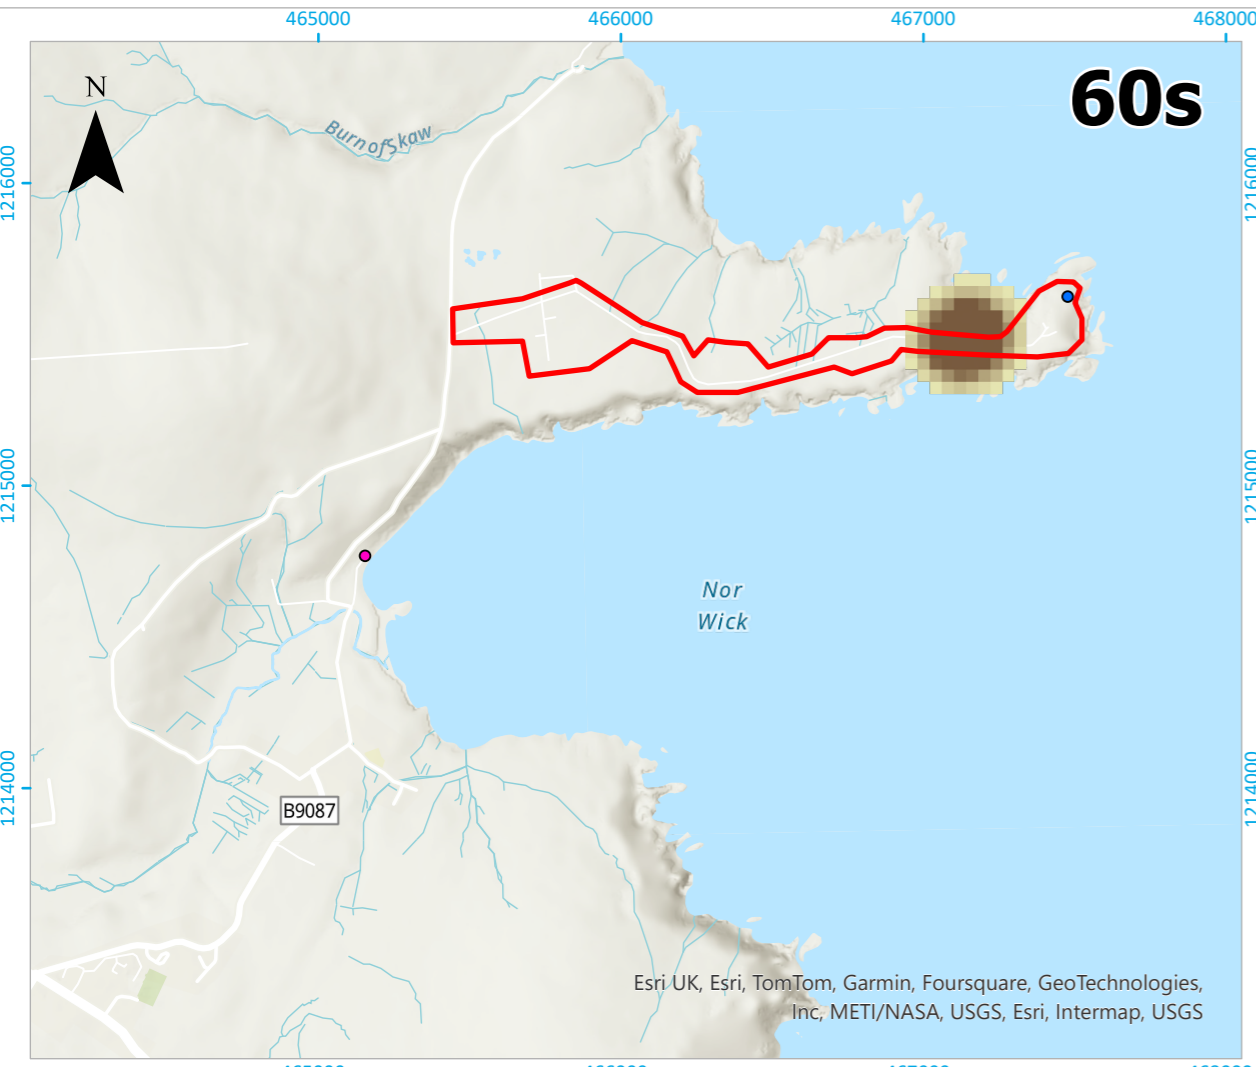 465000 466000 467000 468000
60s
N
Burn of Skaw
1216000 1216000
1215000 1215000
Nor
Wick
1214000 1214000
B9087
Esri UK, Esri, TomTom, Garmin, Foursquare, GeoTechnologies,
Inc, METI/NASA, USGS, Esri, Intermap, USGS